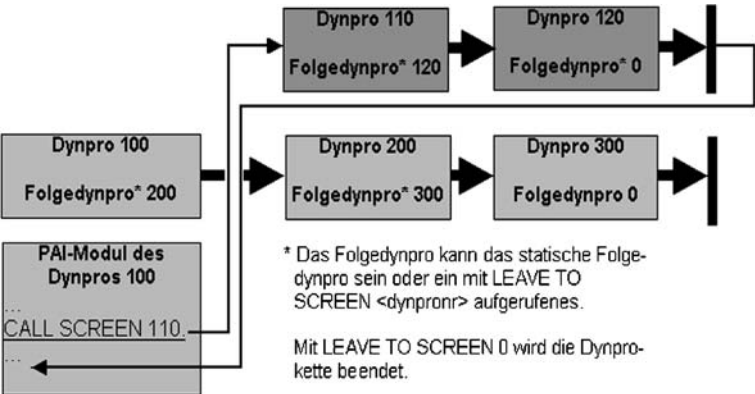 Dynpro 110
Folgedynpro* 120
Dynpro 120
Folgedynpro* 0
Dynpro 100
Folgedynpro* 200
Dynpro 200
Folgedynpro* 300
Dynpro 300
Folgedynpro 0
PAI-Modul des
Dynpros 100
...
CALL SCREEN 110.
...
* Das Folgedynpro kann das statische Folge-
dynpro sein oder ein mit LEAVE TO
SCREEN <dynpronr> aufgerufenes.
Mit LEAVE TO SCREEN 0 wird die Dynpro-
kette beendet.